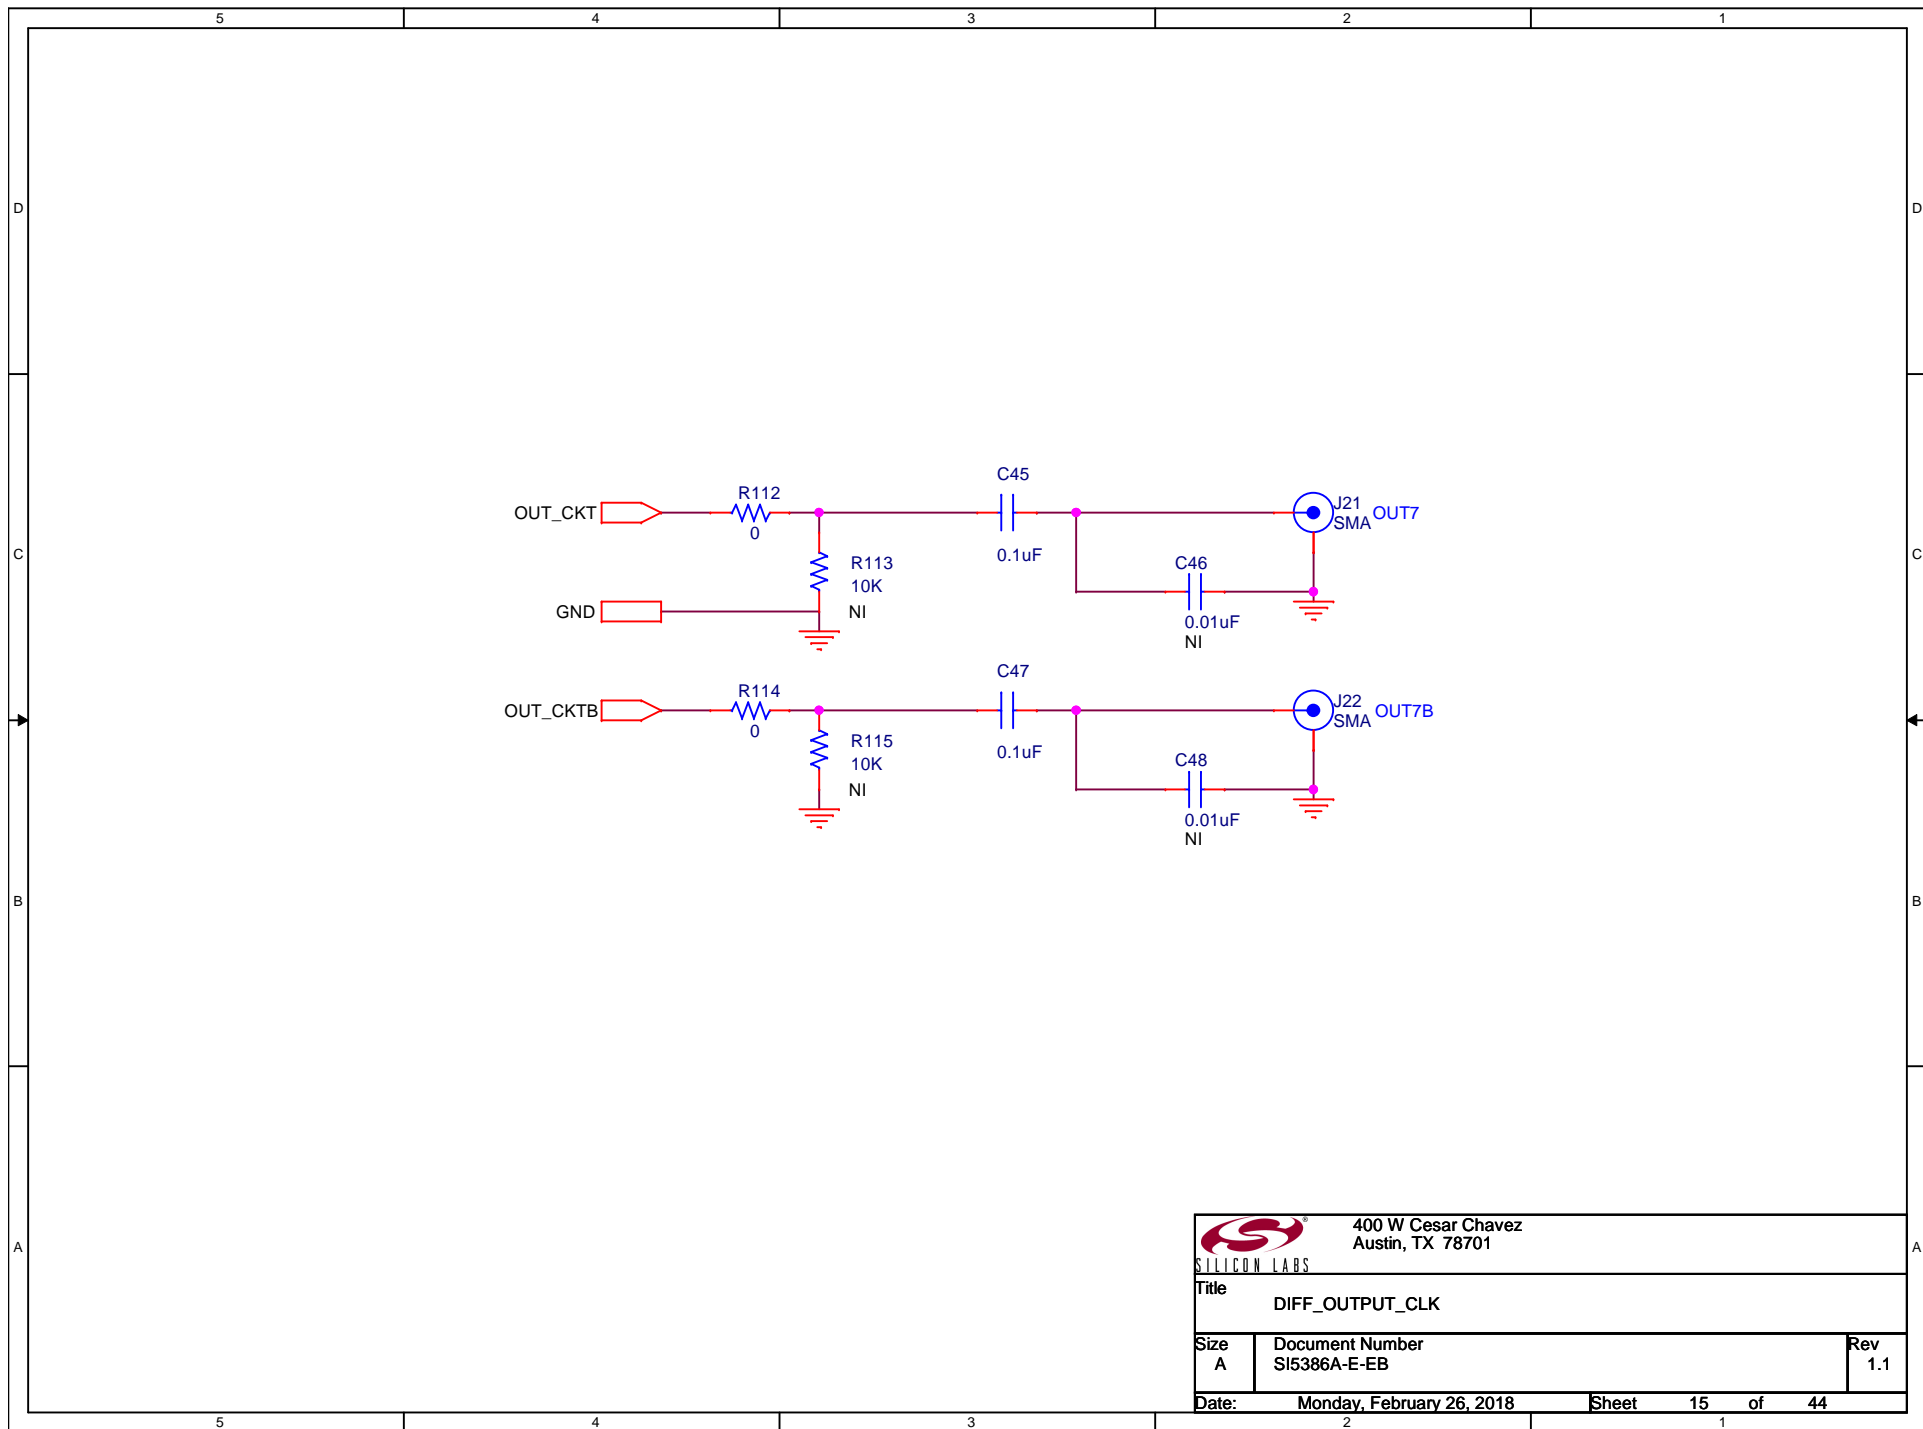 5 4 3 2 1
D D
C45
R112
OUT_CKT
0
J21
SMA
OUT7
C C
0.1uF
R113
10K
NI
C46
0.01uF
NI
GND
C47
R114
OUT_CKTB
0
J22
SMA
OUT7B
0.1uF
R115
10K
NI
C48
0.01uF
NI
B B
A A
SILICON LABS ®
400 W Cesar Chavez
Austin, TX 78701
Title
DIFF_OUTPUT_CLK
Size
A
Document Number
SI5386A-E-EB
Rev
1.1
Date: Monday, February 26, 2018 Sheet 15 of 44
5 4 3 2 1